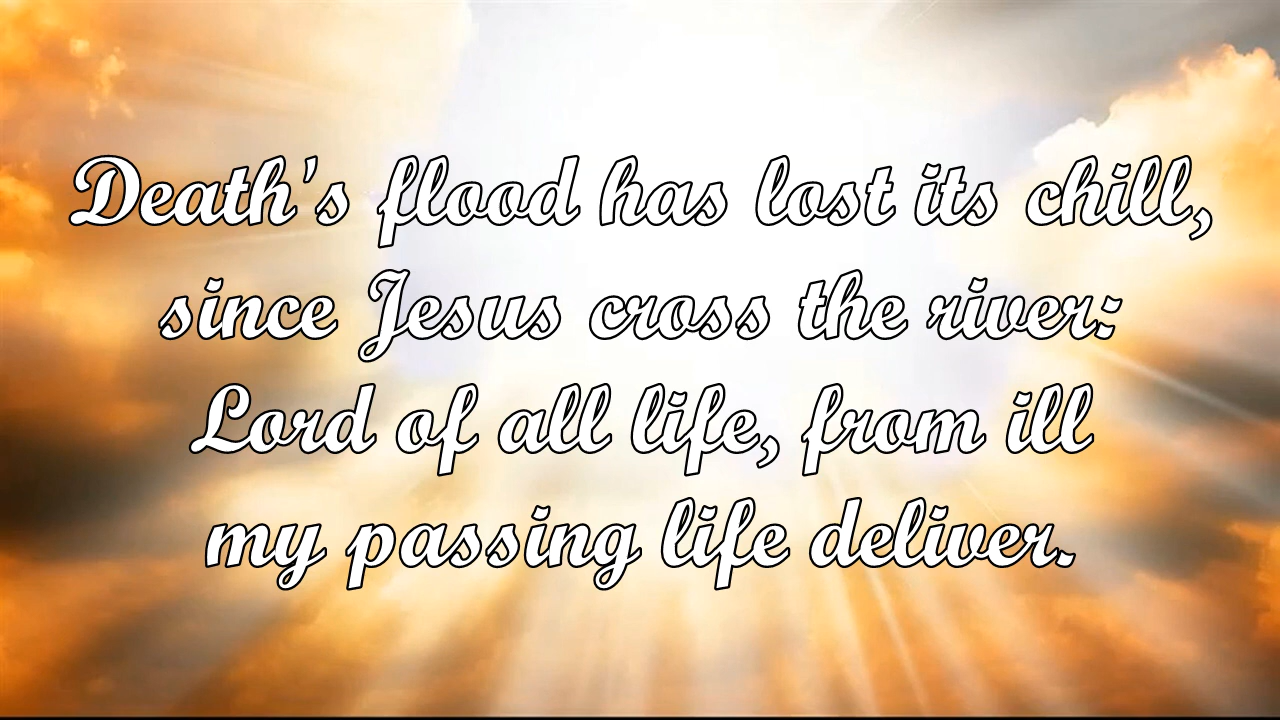 Death's flood has lost its chill,
since Jesus cross the river:
Lord of all life, from ill
my passing life deliver.